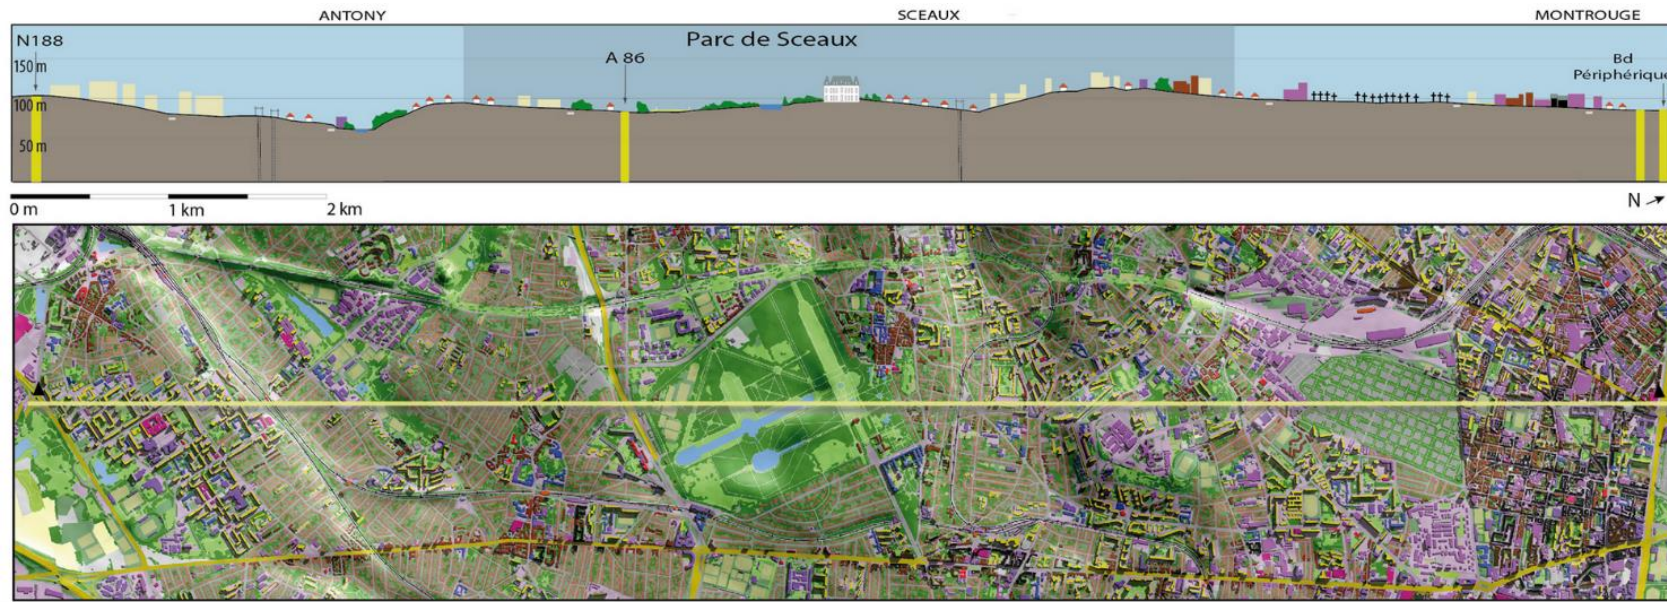 ANTONY SCEAUX MONTROUGE
N188
Parc de Sceaux
A 86
Bd
Périphérique
150 m
100 m
50 m
0 m 1 km 2 km
N